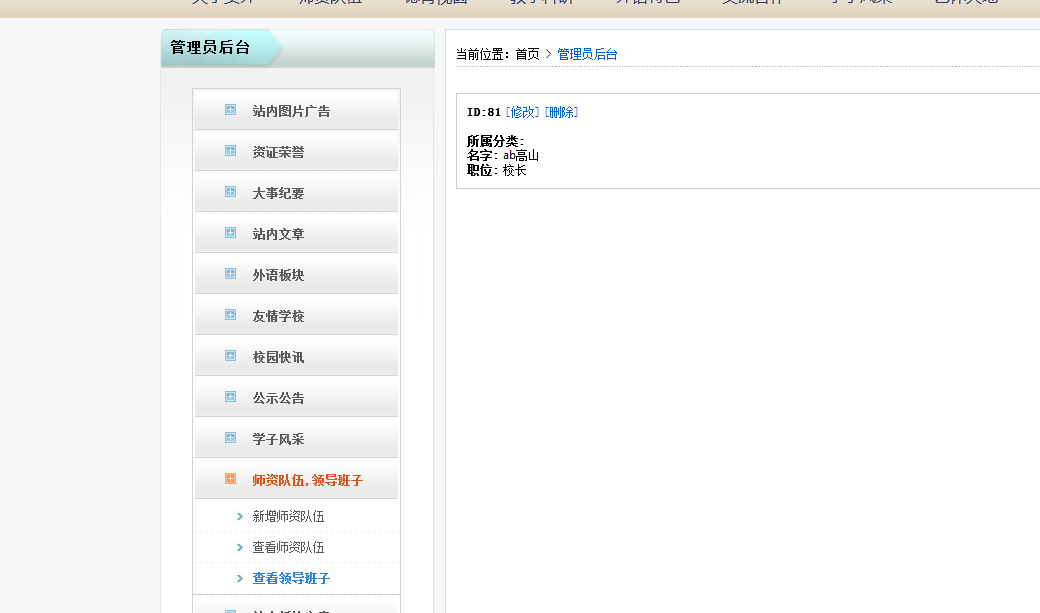 管理员后台
站内图片广告
资证荣誉
大事纪要
站内文章
外语板块
友情学校
校园快讯
公示公告
学子风采
师资队伍,领导班子
新增师资队伍
查看师资队伍
查看领导班子
当前位置：首页 > 管理员后台
ID:81 [修改] [删除]
所属分类:
名字: ab高山
职位: 校长